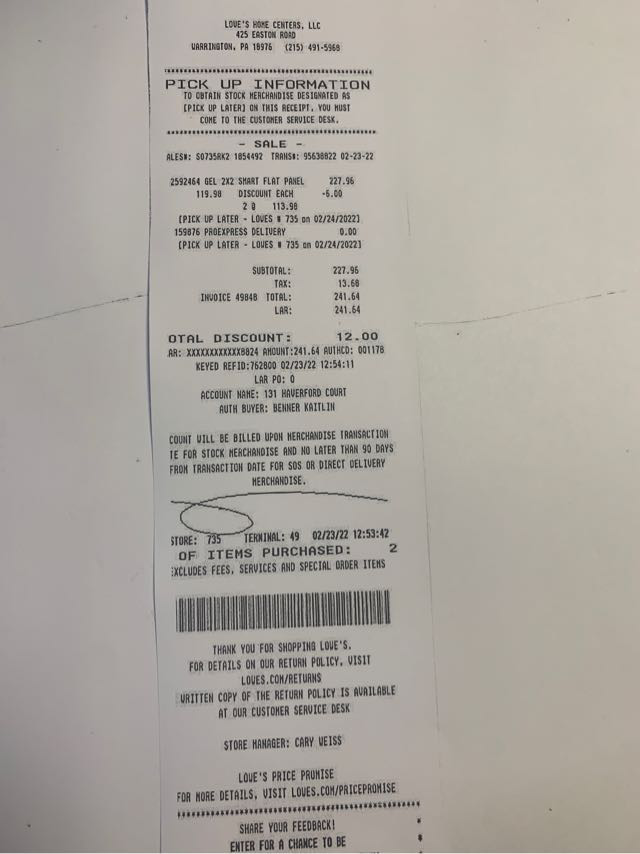 LOWE'S HOME CENTERS, LLC
425 EASTON ROAD
WARRINGTON, PA 18976 (215) 491-5968
PICK UP INFORMATION
TO OBTAIN STOCK MERCHANDISE DESIGNATED AS
[PICK UP LATER] ON THIS RECEIPT, YOU MUST
COME TO THE CUSTOMER SERVICE DESK.
- SALE -
ALES#: S0735RK2 1854492 TRANS#: 95638822 02-23-22
2592464 GEL 2X2 SMART FLAT PANEL 227.96
119.98 DISCOUNT EACH -6.00
2 @ 113.98
[PICK UP LATER - LOWES # 735 on 02/24/2022]
159876 PROEXPRESS DELIVERY 0.00
[PICK UP LATER - LOWES # 735 on 02/24/2022]
SUBTOTAL: 227.96
TAX: 13.68
INVOICE 49848 TOTAL: 241.64
LAR: 241.64
OTAL DISCOUNT: 12.00
AR: XXXXXXXXXXXX8824 AMOUNT:241.64 AUTHCD: 001178
KEYED REFID:762800 02/23/22 12:54:11
LAR PO: 0
ACCOUNT NAME: 131 HAVERFORD COURT
AUTH BUYER: BENNER KAITLIN
COUNT WILL BE BILLED UPON MERCHANDISE TRANSACTION
TE FOR STOCK MERCHANDISE AND NO LATER THAN 90 DAYS
FROM TRANSACTION DATE FOR SOS OR DIRECT DELIVERY
MERCHANDISE.
STORE: 735 TERMINAL: 49 02/23/22 12:53:42
OF ITEMS PURCHASED: 2
EXCLUDES FEES, SERVICES AND SPECIAL ORDER ITEMS
THANK YOU FOR SHOPPING LOWE'S.
FOR DETAILS ON OUR RETURN POLICY, VISIT
LOWES.COM/RETURNS
WRITTEN COPY OF THE RETURN POLICY IS AVAILABLE
AT OUR CUSTOMER SERVICE DESK
STORE MANAGER: CARY WEISS
LOWE'S PRICE PROMISE
FOR MORE DETAILS, VISIT LOWES.COM/PRICEPROMISE
SHARE YOUR FEEDBACK!
ENTER FOR A CHANCE TO BE